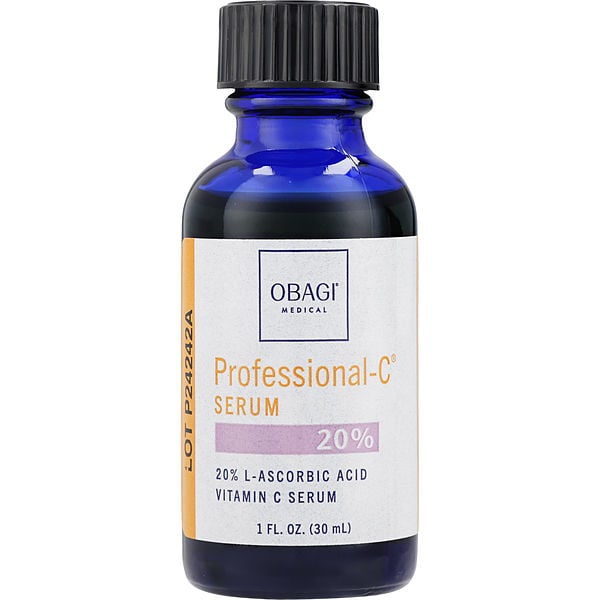 OBAGI®
MEDICAL
Professional-C®
SERUM
20%
20% L-ASCORBIC ACID
VITAMIN C SERUM
1 FL. OZ. (30 mL)
LOT P24242A